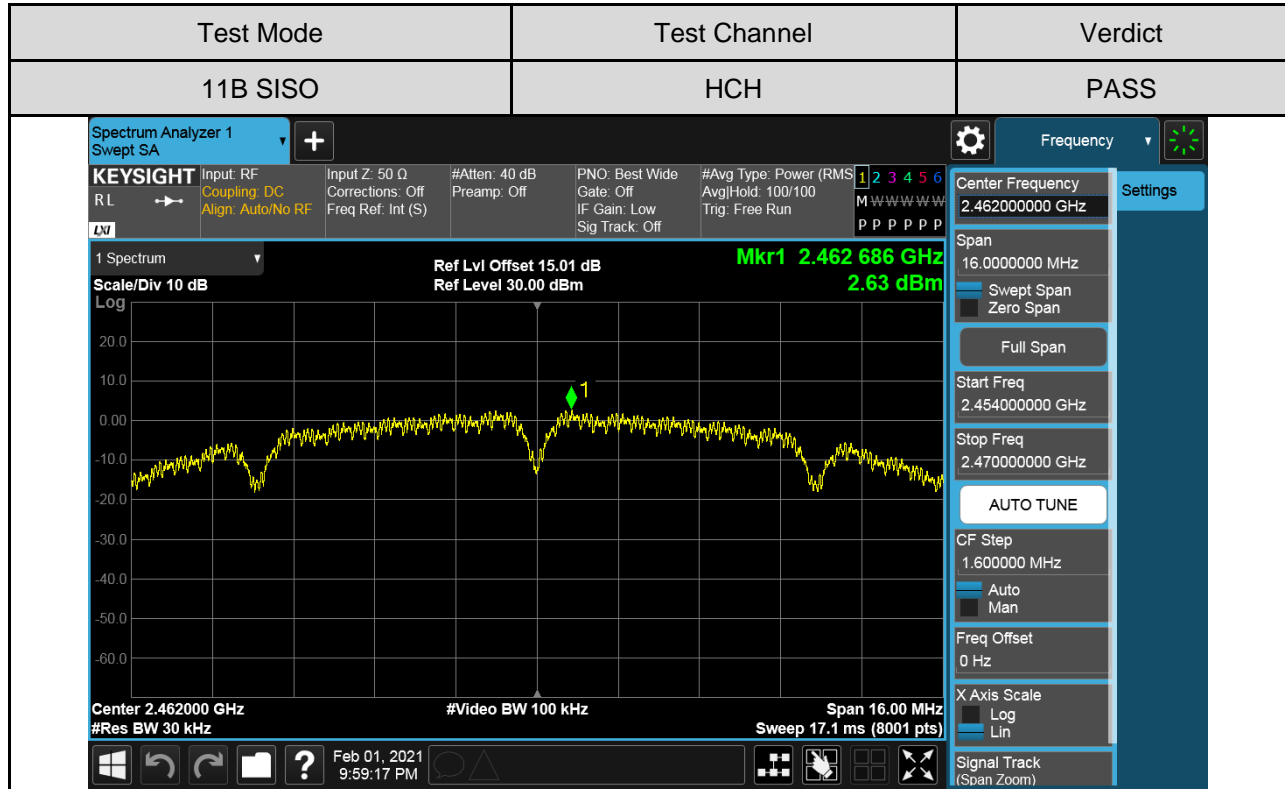 Test Mode Test Channel Verdict
11B SISO HCH PASS
Spectrum Analyzer 1
Swept SA
+
Frequency
KEYSIGHT
R L
LXI
Input: RF
Coupling: DC
Align: Auto/No RF
Input Z: 50 Ω
Corrections: Off
Freq Ref: Int (S)
#Atten: 40 dB
Preamp: Off
PNO: Best Wide
Gate: Off
IF Gain: Low
Sig Track: Off
#Avg Type: Power (RMS
Avg|Hold: 100/100
Trig: Free Run
1 2 3 4 5 6
M W W W W W
P P P P P P
1 Spectrum
Scale/Div 10 dB
Ref Lvl Offset 15.01 dB
Ref Level 30.00 dBm
Mkr1 2.462 686 GHz
2.63 dBm
Log
20.0
10.0
0.00
-10.0
-20.0
-30.0
-40.0
-50.0
-60.0
1
Center 2.462000 GHz
#Res BW 30 kHz
#Video BW 100 kHz
Span 16.00 MHz
Sweep 17.1 ms (8001 pts)
Center Frequency
2.462000000 GHz
Settings
Span
16.0000000 MHz
Swept Span
Zero Span
Full Span
Start Freq
2.454000000 GHz
Stop Freq
2.470000000 GHz
AUTO TUNE
CF Step
1.600000 MHz
Auto
Man
Freq Offset
0 Hz
X Axis Scale
Log
Lin
Signal Track
(Span Zoom)
?
Feb 01, 2021
9:59:17 PM